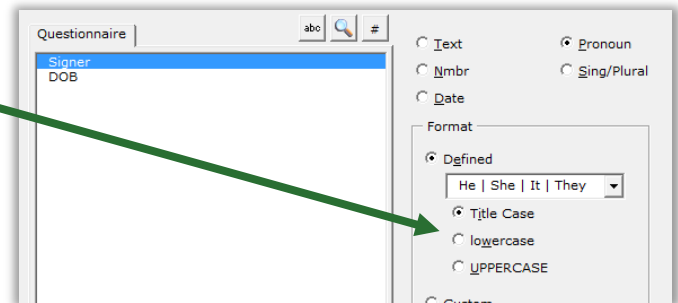 Questionnaire
abc #
Signer
DOB
Text Pronoun
Nmbr Sing/Plural
Date
Format
Defined
He | She | It | They
Title Case
lowercase
UPPERCASE
Custom